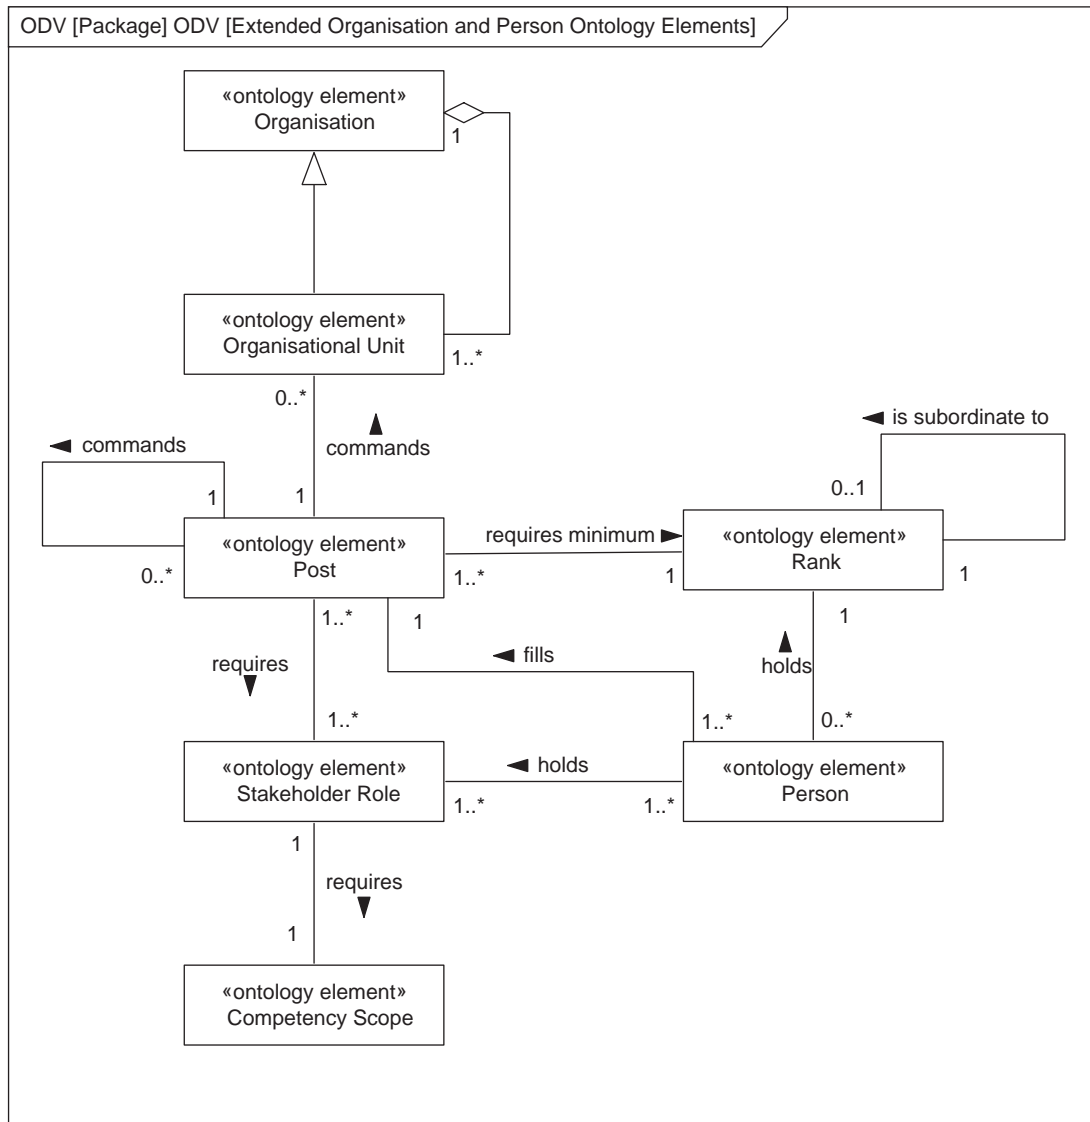 ODV [Package] ODV [Extended Organisation and Person Ontology Elements]
«ontology element»
Organisation
1
«ontology element»
Organisational Unit
1..*
0..*
commands
1
commands
1
0..*
«ontology element»
Post
requires minimum
1..*
1
is subordinate to
0..1
«ontology element»
Rank
1
1..*
1
fills
1
holds
requires
1..*
1..*
0..*
«ontology element»
Stakeholder Role
holds
1..*
1..*
«ontology element»
Person
1
requires
1
«ontology element»
Competency Scope